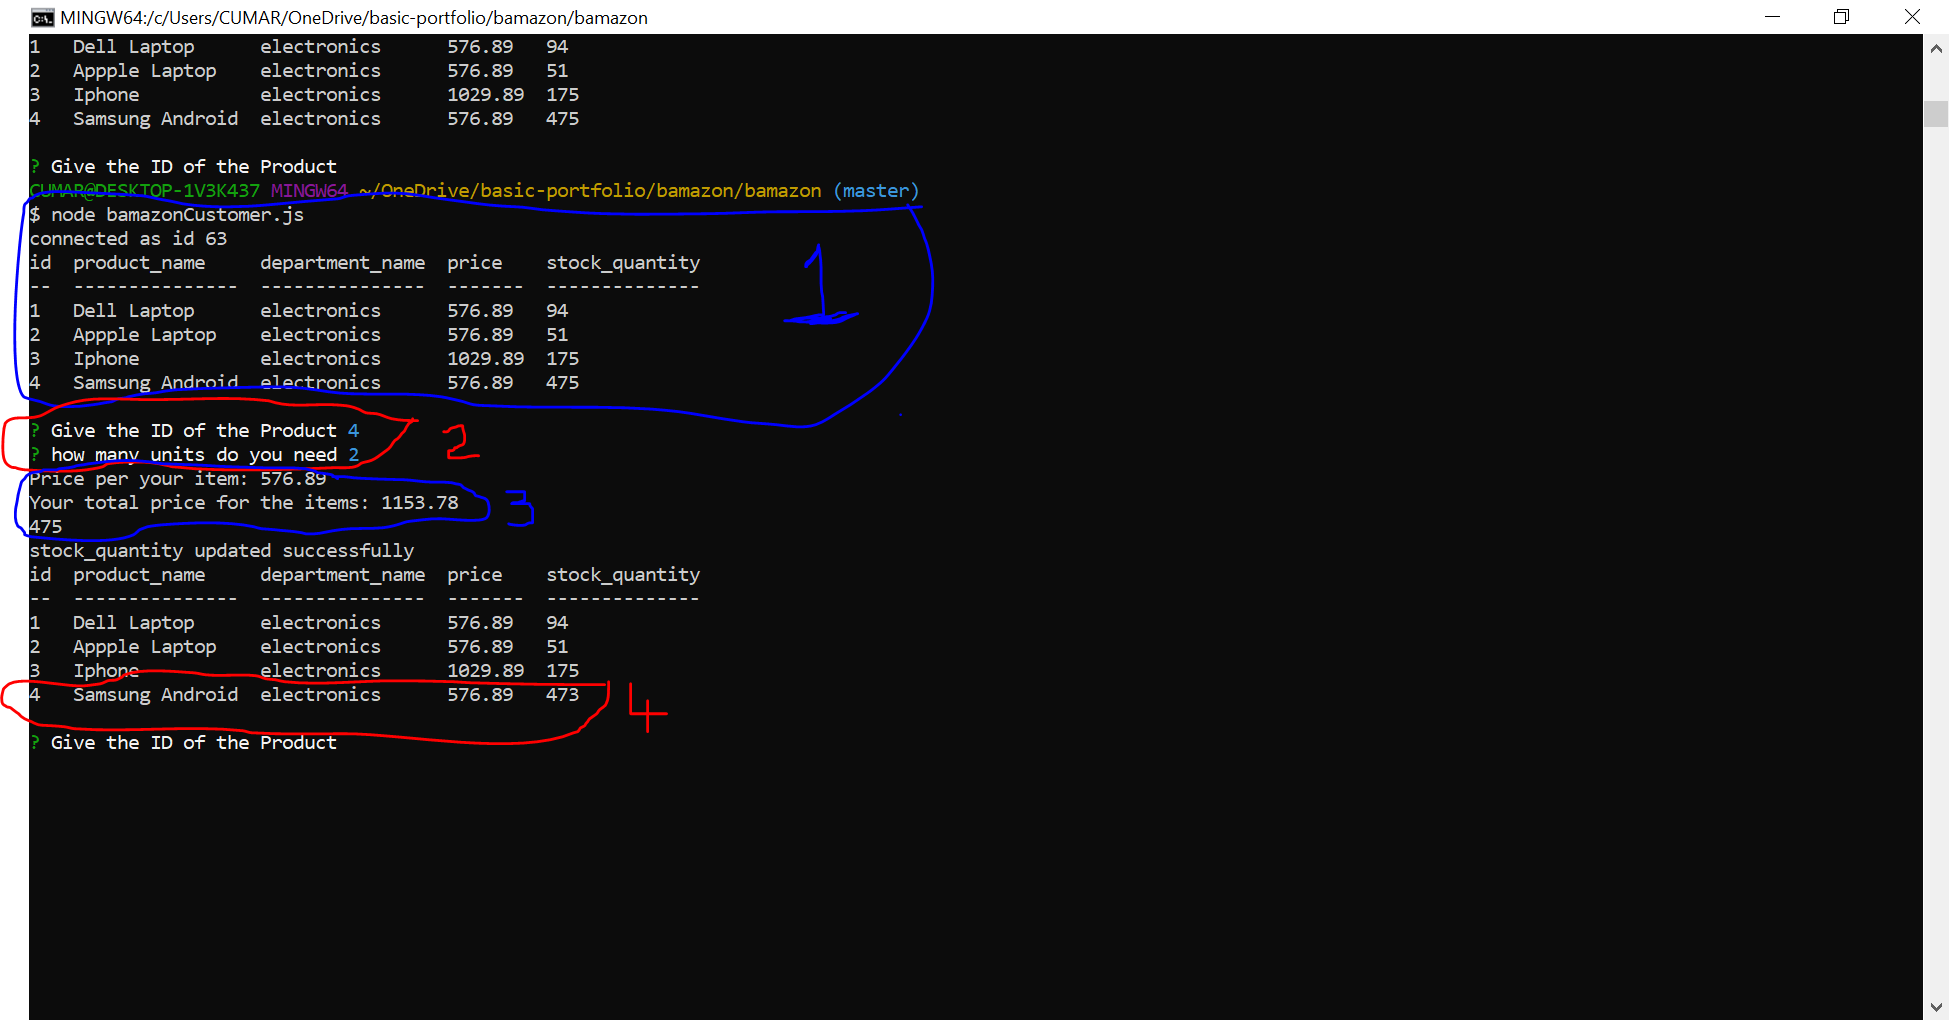 MINGW64:/c/Users/CUMAR/OneDrive/basic-portfolio/bamazon/bamazon
1 Dell Laptop electronics 576.89 94
2 Appple Laptop electronics 576.89 51
3 Iphone electronics 1029.89 175
4 Samsung Android electronics 576.89 475
? Give the ID of the Product
CUMAR@DESKTOP-1V3K437 MINGW64 ~/OneDrive/basic-portfolio/bamazon/bamazon (master)
$ node bamazonCustomer.js
connected as id 63
id product_name department_name price stock_quantity
-- --------------- --------------- ------- --------------
1 Dell Laptop electronics 576.89 94
1
2 Appple Laptop electronics 576.89 51
3 Iphone electronics 1029.89 175
4 Samsung Android electronics 576.89 475
? Give the ID of the Product 4
? how many units do you need 2
2
Price per your item: 576.89
Your total price for the items: 1153.78
3
475
stock_quantity updated successfully
id product_name department_name price stock_quantity
-- --------------- --------------- ------- --------------
1 Dell Laptop electronics 576.89 94
2 Appple Laptop electronics 576.89 51
3 Iphone electronics 1029.89 175
4 Samsung Android electronics 576.89 473
4
? Give the ID of the Product